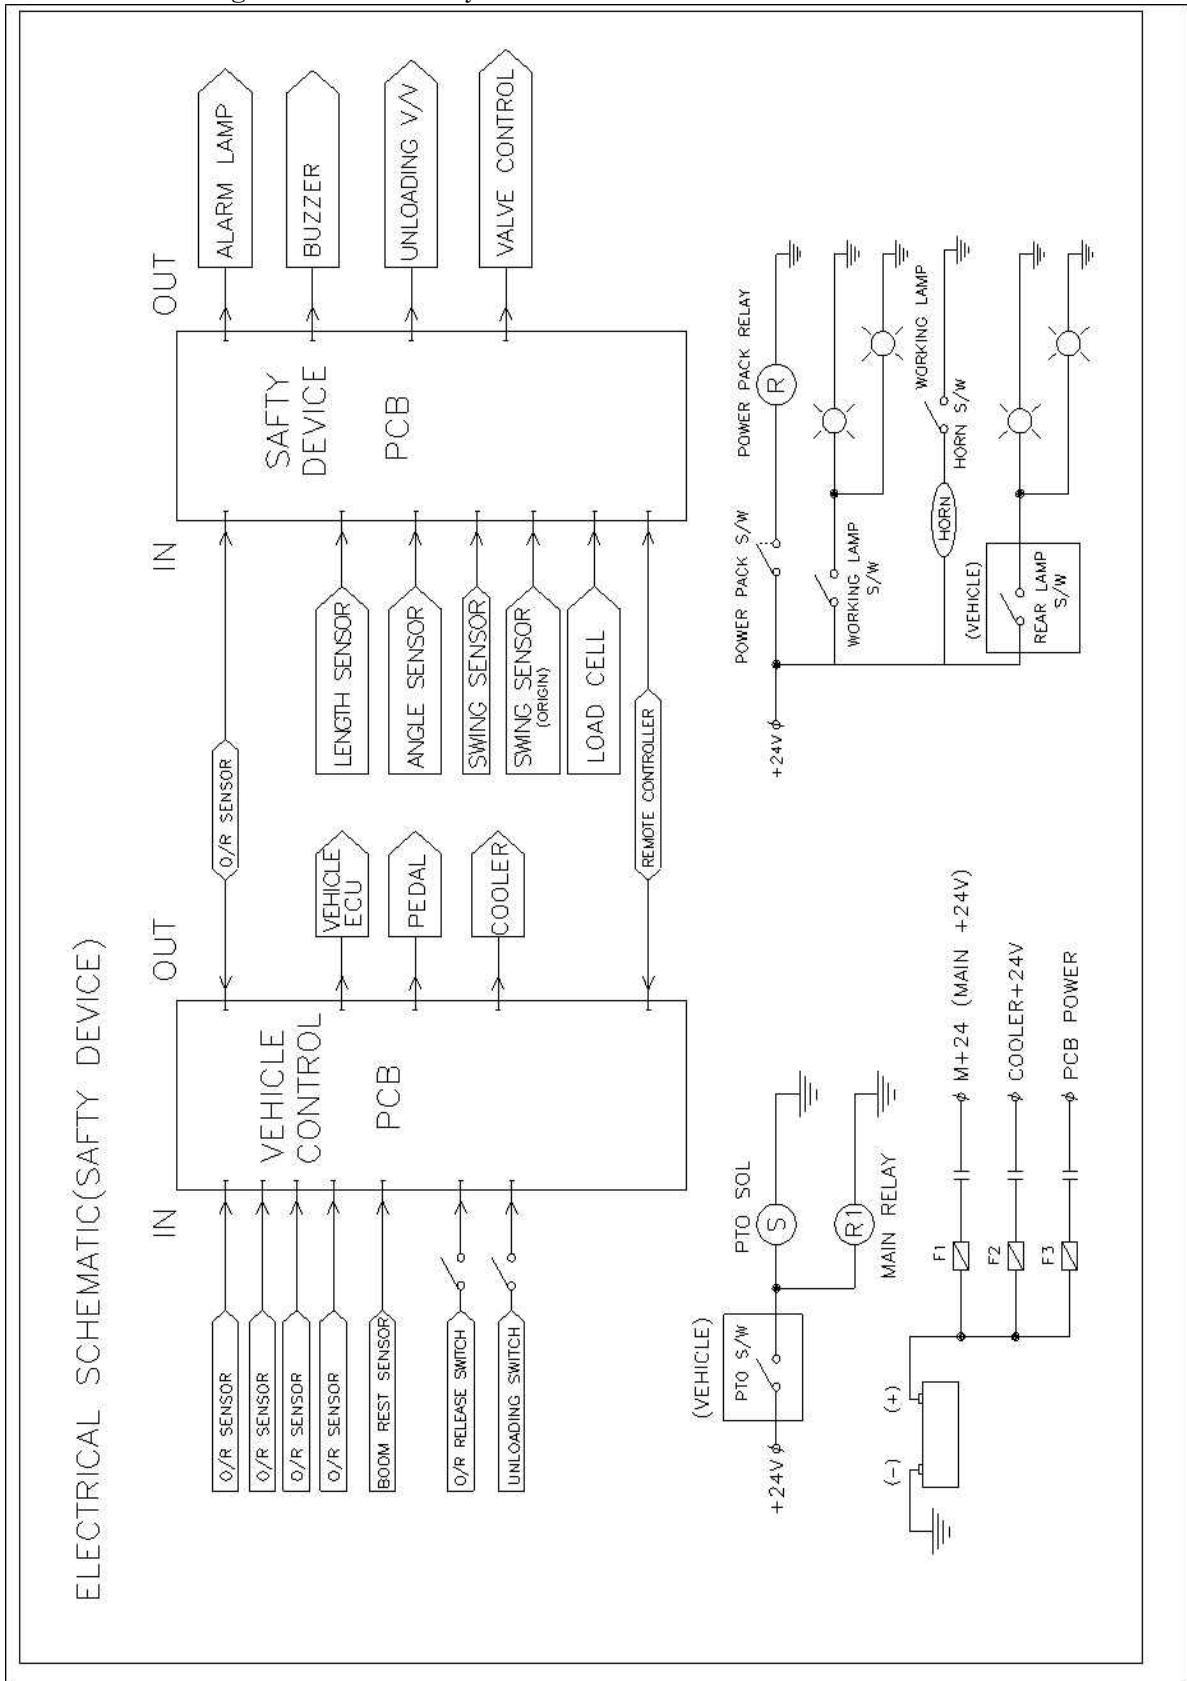 ELECTRICAL SCHEMATIC(SAFTY DEVICE)
IN
OUT
IN
OUT
O/R SENSOR
O/R SENSOR
O/R SENSOR
O/R SENSOR
BOOM REST SENSOR
O/R RELEASE SWITCH
UNLOADING SWITCH
VEHICLE
CONTROL
PCB
O/R SENSOR
VEHICLE
ECU
PEDAL
COOLER
REMOTE CONTROLLER
LENGTH SENSOR
ANGLE SENSOR
SWING SENSOR
SWING SENSOR
(ORIGIN)
LOAD CELL
SAFTY
DEVICE
PCB
ALARM LAMP
BUZZER
UNLOADING V/V
VALVE CONTROL
(VEHICLE)
PTO S/W
+24V
PTO SOL
S
R1
MAIN RELAY
(-)
(+)
F1
M+24 (MAIN +24V)
F2
COOLER+24V
F3
PCB POWER
+24V
POWER PACK S/W
POWER PACK RELAY
R
WORKING LAMP
S/W
WORKING LAMP
HORN
HORN S/W
(VEHICLE)
REAR LAMP
S/W